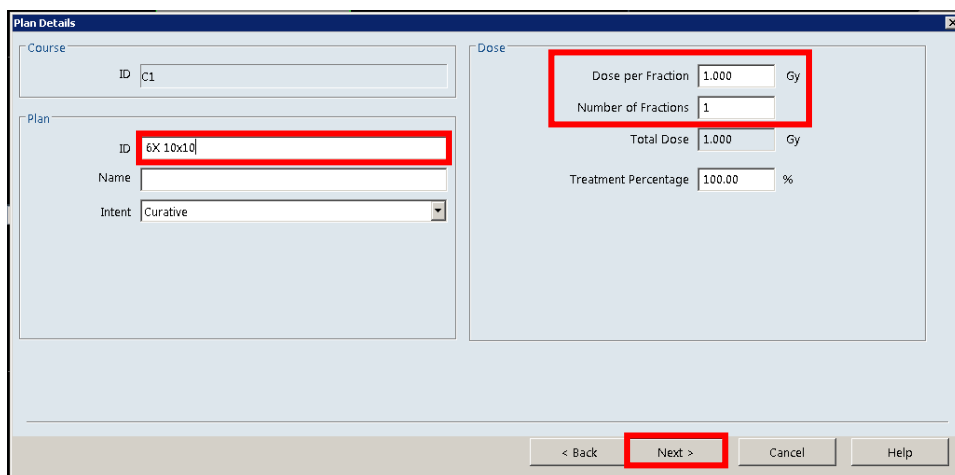 Plan Details
Course
ID C1
Plan
ID 6X 10x10
Name
Intent Curative
Dose
Dose per Fraction 1.000 Gy
Number of Fractions 1
Total Dose 1.000 Gy
Treatment Percentage 100.00 %
< Back Next > Cancel Help